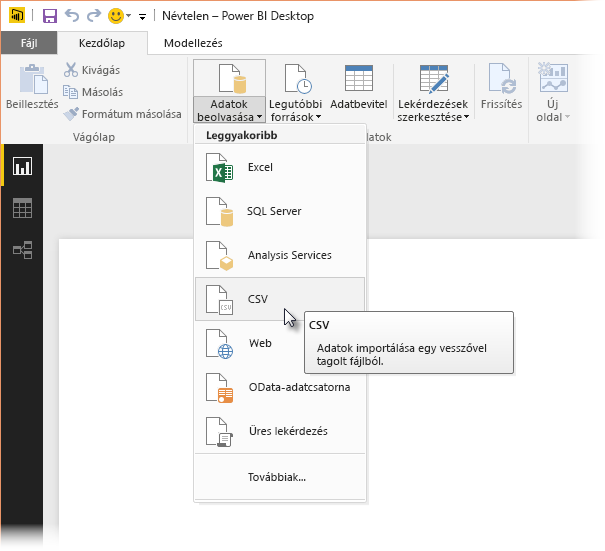 Névtelen – Power BI Desktop
Fájl
Kezdőlap
Modellezés
Beillesztés
Kivágás
Másolás
Formátum másolása
Vágólap
Adatok
beolvasása
Legutóbbi
források
Adatbevitel
Lekérdezések
szerkesztése
Frissítés
Új
oldal
datok
Leggyakoribb
Excel
SQL Server
Analysis Services
CSV
Web
OData-adatcsatorna
Üres lekérdezés
Továbbiak...
CSV
Adatok importálása egy vesszővel
tagolt fájlból.